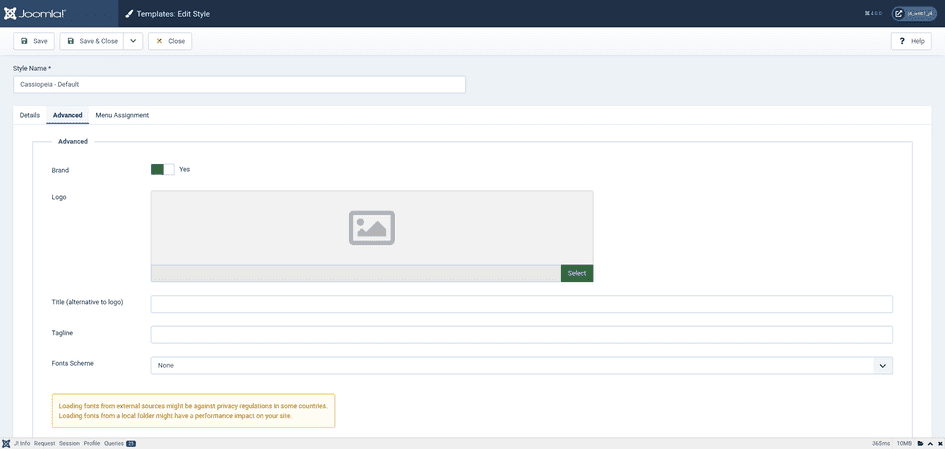 Joomla!®
Templates: Edit Style
4.0.0
Save
Save & Close
Close
? Help
Style Name *
Cassiopeia - Default
Details
Advanced
Menu Assignment
Advanced
Brand
Yes
Logo
Select
Title (alternative to logo)
Tagline
Fonts Scheme
None
Loading fonts from external sources might be against privacy regulations in some countries.
Loading fonts from a local folder might have a performance impact on your site.
J! Info Request Session Profile Queries 25
365ms 10MB